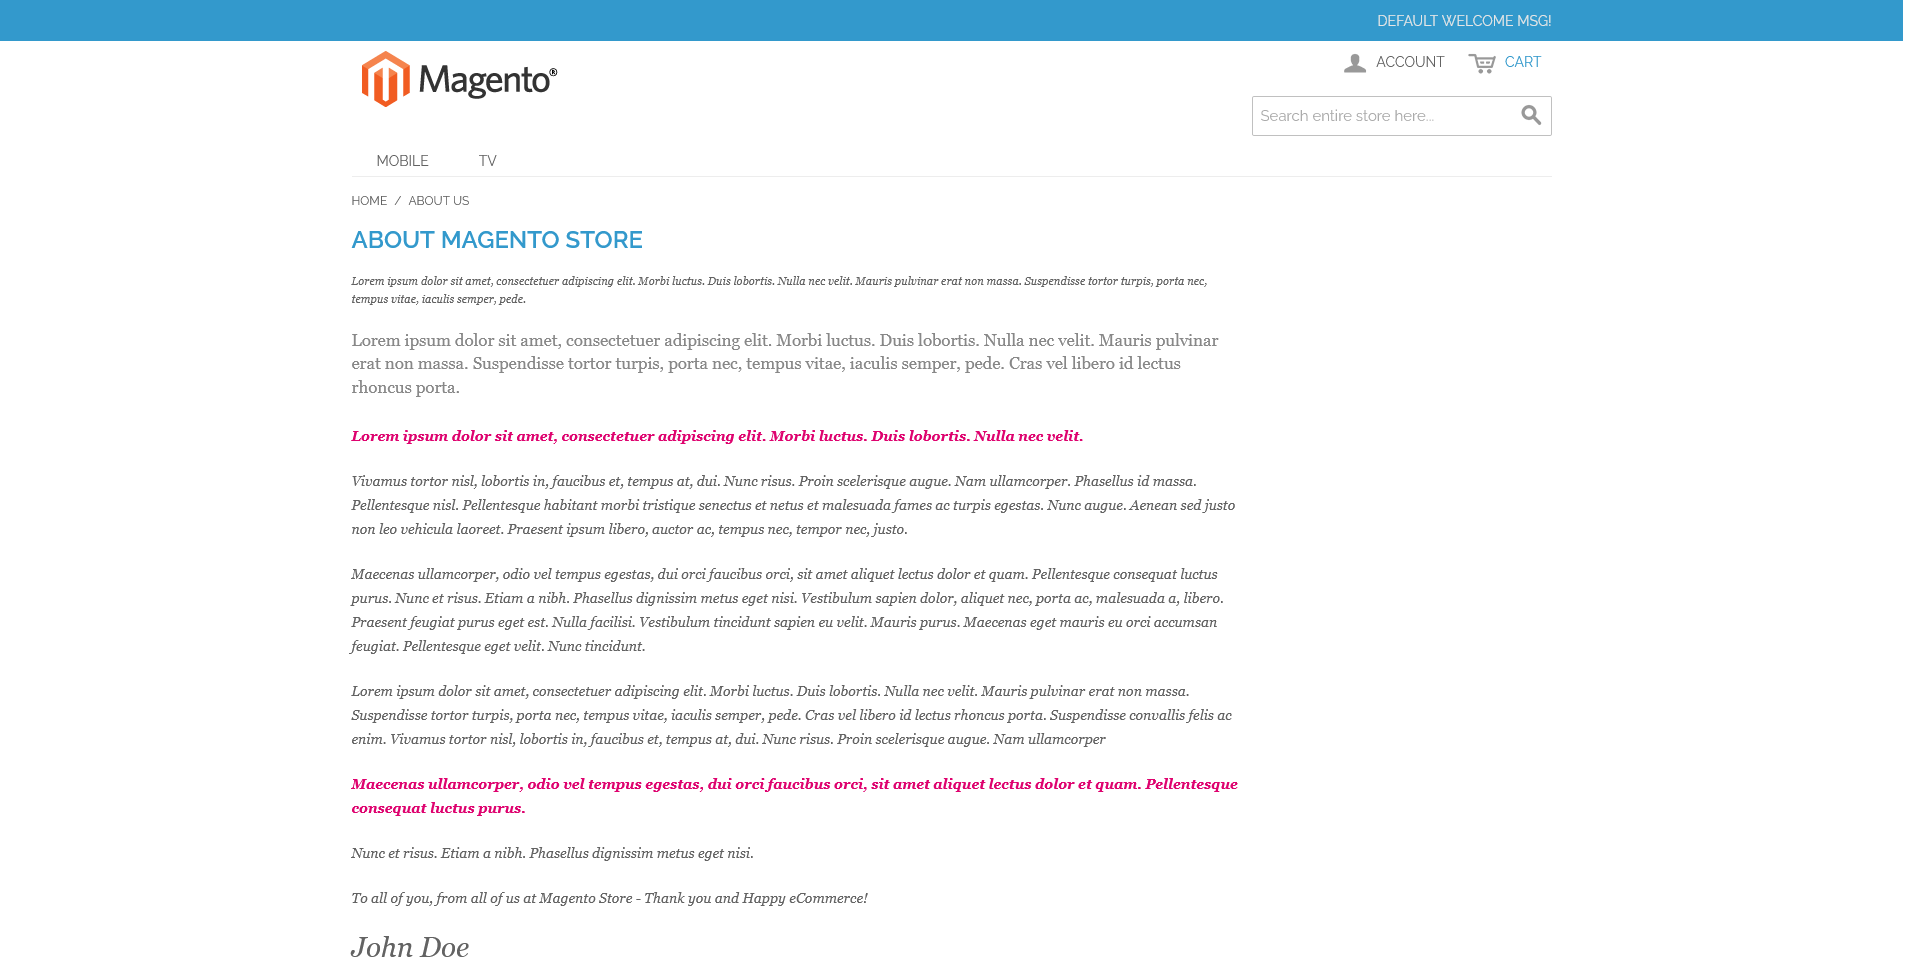 DEFAULT WELCOME MSG!
Magento®
ACCOUNT
CART
Search entire store here...
MOBILE
TV
HOME / ABOUT US
ABOUT MAGENTO STORE
Lorem ipsum dolor sit amet, consectetuer adipiscing elit. Morbi luctus. Duis lobortis. Nulla nec velit. Mauris pulvinar erat non massa. Suspendisse tortor turpis, porta nec,
tempus vitae, iaculis semper, pede.
Lorem ipsum dolor sit amet, consectetuer adipiscing elit. Morbi luctus. Duis lobortis. Nulla nec velit. Mauris pulvinar
erat non massa. Suspendisse tortor turpis, porta nec, tempus vitae, iaculis semper, pede. Cras vel libero id lectus
rhoncus porta.
Lorem ipsum dolor sit amet, consectetuer adipiscing elit. Morbi luctus. Duis lobortis. Nulla nec velit.
Vivamus tortor nisl, lobortis in, faucibus et, tempus at, dui. Nunc risus. Proin scelerisque augue. Nam ullamcorper. Phasellus id massa.
Pellentesque nisl. Pellentesque habitant morbi tristique senectus et netus et malesuada fames ac turpis egestas. Nunc augue. Aenean sed justo
non leo vehicula laoreet. Praesent ipsum libero, auctor ac, tempus nec, tempor nec, justo.
Maecenas ullamcorper, odio vel tempus egestas, dui orci faucibus orci, sit amet aliquet lectus dolor et quam. Pellentesque consequat luctus
purus. Nunc et risus. Etiam a nibh. Phasellus dignissim metus eget nisi. Vestibulum sapien dolor, aliquet nec, porta ac, malesuada a, libero.
Praesent feugiat purus eget est. Nulla facilisi. Vestibulum tincidunt sapien eu velit. Mauris purus. Maecenas eget mauris eu orci accumsan
feugiat. Pellentesque eget velit. Nunc tincidunt.
Lorem ipsum dolor sit amet, consectetuer adipiscing elit. Morbi luctus. Duis lobortis. Nulla nec velit. Mauris pulvinar erat non massa.
Suspendisse tortor turpis, porta nec, tempus vitae, iaculis semper, pede. Cras vel libero id lectus rhoncus porta. Suspendisse convallis felis ac
enim. Vivamus tortor nisl, lobortis in, faucibus et, tempus at, dui. Nunc risus. Proin scelerisque augue. Nam ullamcorper
Maecenas ullamcorper, odio vel tempus egestas, dui orci faucibus orci, sit amet aliquet lectus dolor et quam. Pellentesque
consequat luctus purus.
Nunc et risus. Etiam a nibh. Phasellus dignissim metus eget nisi.
To all of you, from all of us at Magento Store - Thank you and Happy eCommerce!
John Doe